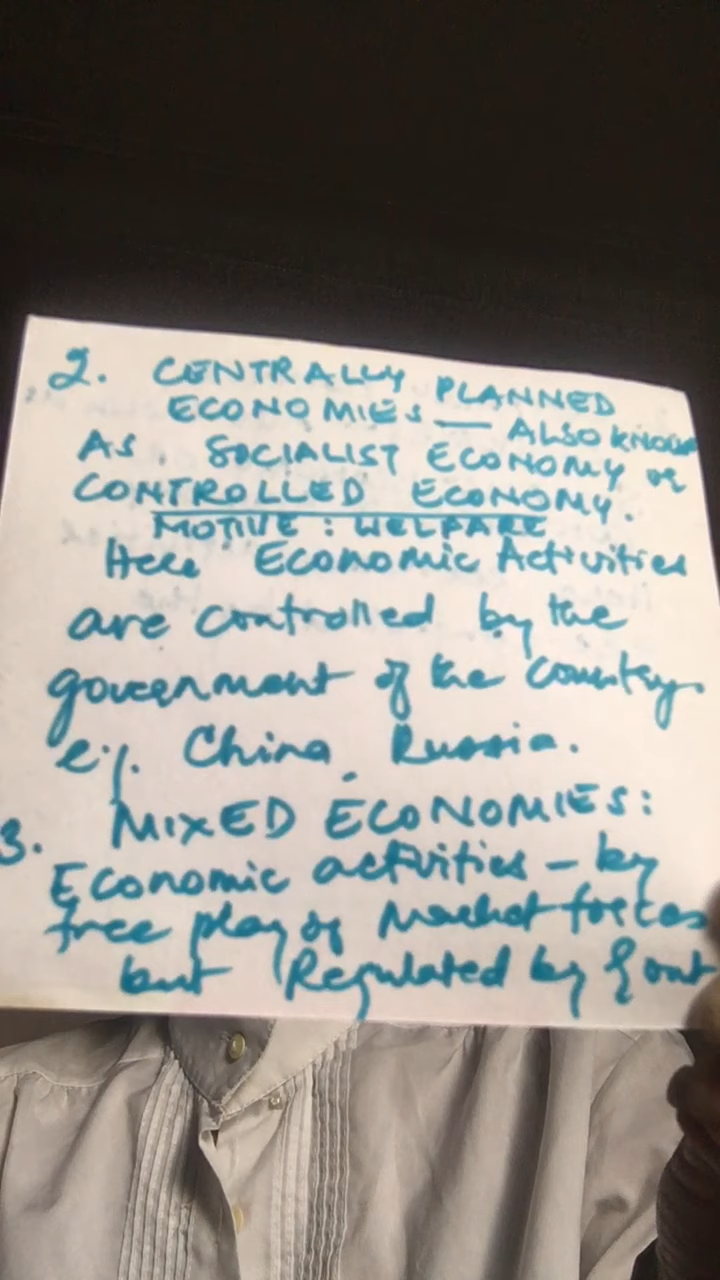 2. CENTRALLY PLANNED
ECONOMIES — ALSO KNOWN
AS SOCIALIST ECONOMY or
CONTROLLED ECONOMY.
MOTIVE : WELFARE
Here Economic Activities
are controlled by the
government of the country
e.g. China, Russia.
3. MIXED ECONOMIES:
Economic activities – by
free play of Market forces
but Regulated by Govt